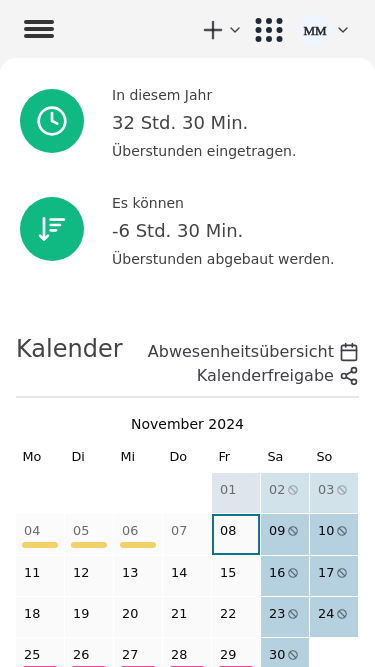 MM
In diesem Jahr
32 Std. 30 Min.
Überstunden eingetragen.
Es können
-6 Std. 30 Min.
Überstunden abgebaut werden.
Kalender
Abwesenheitsübersicht
Kalenderfreigabe
November 2024
Mo Di Mi Do Fr Sa So
01 02 03
04 05 06 07 08 09 10
11 12 13 14 15 16 17
18 19 20 21 22 23 24
25 26 27 28 29 30